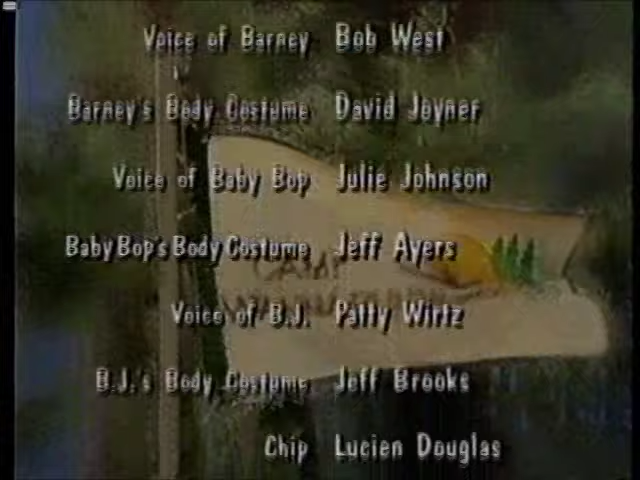 Voice of Barney Bob West
Barney's Body Costume David Joyner
Voice of Baby Bop Julie Johnson
Baby Bop's Body Costume Jeff Ayers
CAMP
Voice of B.J. Patty Wirtz
B.J.'s Body Costume Jeff Brooks
Chip Lucien Douglas